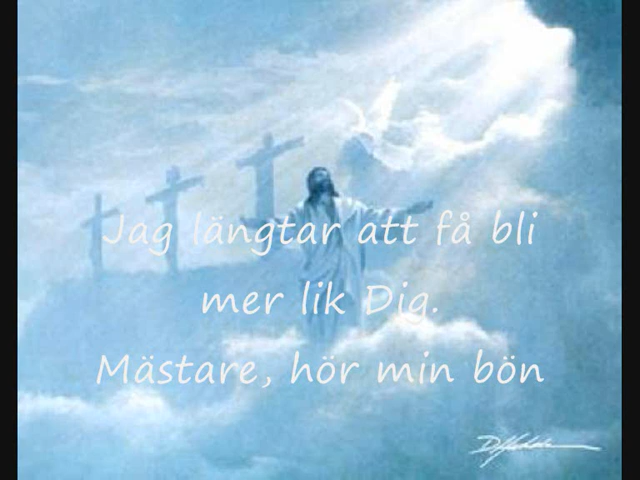 Jag längtar att få bli
mer lik Dig.
Mästare, hör min bön